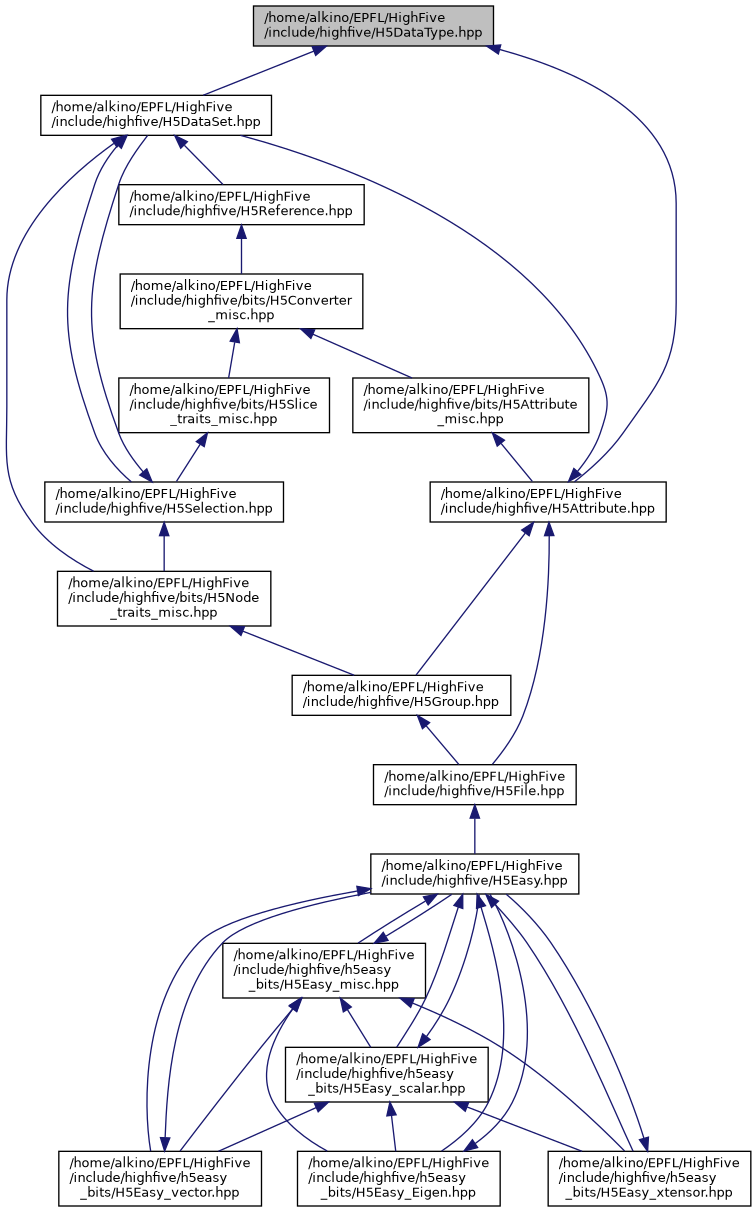 /home/alkino/EPFL/HighFive
/include/highfive/H5DataType.hpp
/home/alkino/EPFL/HighFive
/include/highfive/H5DataSet.hpp
/home/alkino/EPFL/HighFive
/include/highfive/H5Reference.hpp
/home/alkino/EPFL/HighFive
/include/highfive/bits/H5Converter
_misc.hpp
/home/alkino/EPFL/HighFive
/include/highfive/bits/H5Slice
_traits_misc.hpp
/home/alkino/EPFL/HighFive
/include/highfive/bits/H5Attribute
_misc.hpp
/home/alkino/EPFL/HighFive
/include/highfive/H5Selection.hpp
/home/alkino/EPFL/HighFive
/include/highfive/H5Attribute.hpp
/home/alkino/EPFL/HighFive
/include/highfive/bits/H5Node
_traits_misc.hpp
/home/alkino/EPFL/HighFive
/include/highfive/H5Group.hpp
/home/alkino/EPFL/HighFive
/include/highfive/H5File.hpp
/home/alkino/EPFL/HighFive
/include/highfive/H5Easy.hpp
/home/alkino/EPFL/HighFive
/include/highfive/h5easy
_bits/H5Easy_misc.hpp
/home/alkino/EPFL/HighFive
/include/highfive/h5easy
_bits/H5Easy_scalar.hpp
/home/alkino/EPFL/HighFive
/include/highfive/h5easy
_bits/H5Easy_vector.hpp
/home/alkino/EPFL/HighFive
/include/highfive/h5easy
_bits/H5Easy_Eigen.hpp
/home/alkino/EPFL/HighFive
/include/highfive/h5easy
_bits/H5Easy_xtensor.hpp